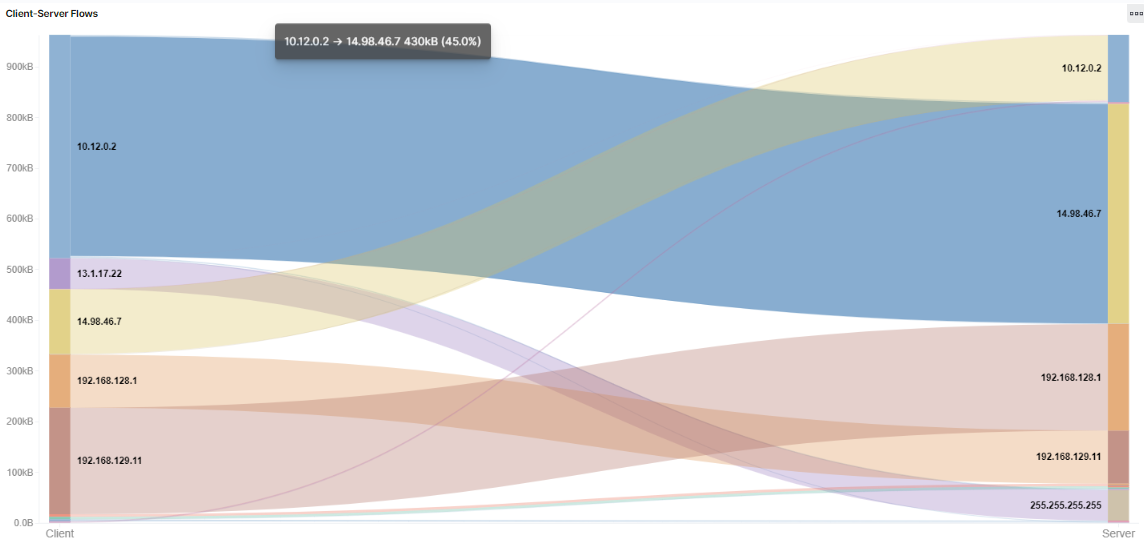 Client-Server Flows
10.12.0.2 → 14.98.46.7 430kB (45.0%)
900kB
800kB
700kB
600kB
500kB
400kB
300kB
200kB
100kB
0.0B
10.12.0.2
13.1.17.22
14.98.46.7
192.168.128.1
192.168.129.11
10.12.0.2
14.98.46.7
192.168.128.1
192.168.129.11
255.255.255.255
Client
Server